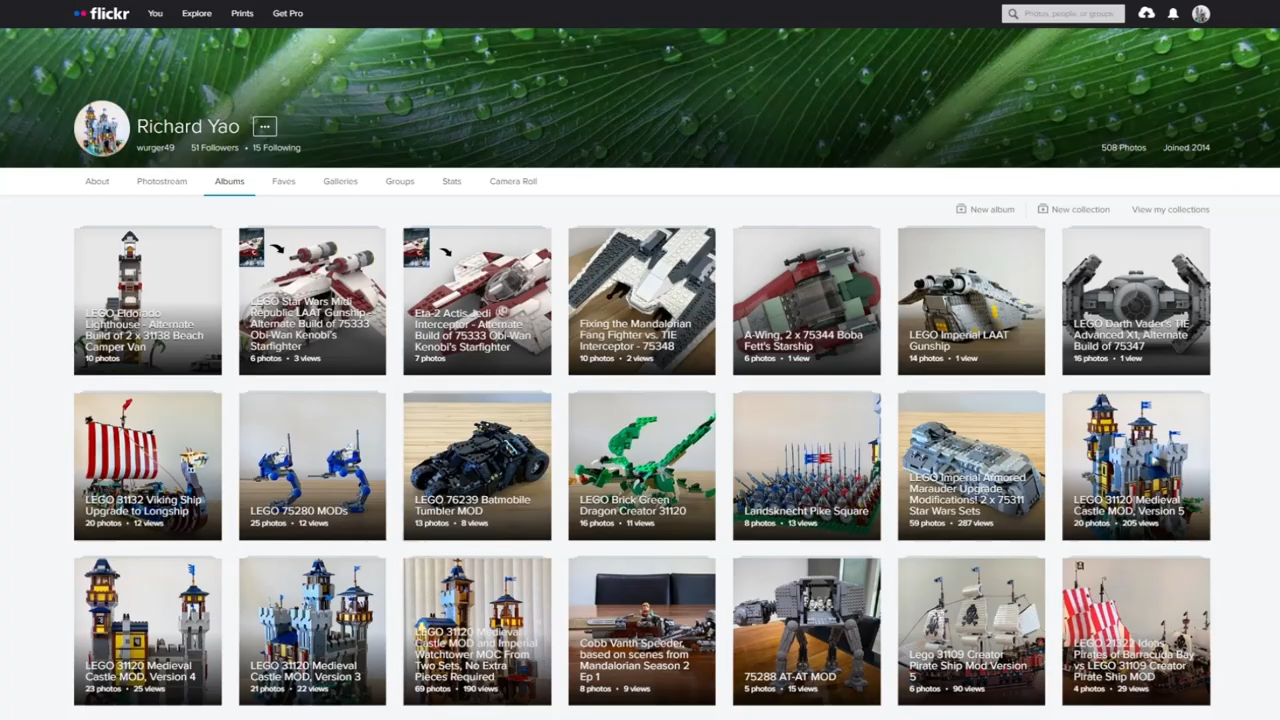 flickr You Explore Prints Get Pro Photos, people, or groups
Richard Yao ...
wurger49 51 Followers • 15 Following 508 Photos Joined 2014
About Photostream Albums Faves Galleries Groups Stats Camera Roll
New album New collection View my collections
LEGO Eldorado
Lighthouse - Alternate
Build of 2 x 31138 Beach
Camper Van
10 photos
LEGO Star Wars Midi
Republic LAAT Gunship -
Alternate Build of 75333
Obi-Wan Kenobi's
Starfighter
6 photos • 3 views
Eta-2 Actis Jedi
Interceptor - Alternate
Build of 75333 Obi-Wan
Kenobi's Starfighter
7 photos
Fixing the Mandalorian
Fang Fighter vs. TIE
Interceptor - 75348
10 photos • 2 views
A-Wing, 2 x 75344 Boba
Fett's Starship
6 photos • 1 view
LEGO Imperial LAAT
Gunship
14 photos • 1 view
LEGO Darth Vader's TIE
Advanced X1, Alternate
Build of 75347
16 photos • 1 view
LEGO 31132 Viking Ship
Upgrade to Longship
20 photos • 12 views
LEGO 75280 MODs
25 photos • 12 views
LEGO 76239 Batmobile
Tumbler MOD
13 photos • 8 views
LEGO Brick Green
Dragon Creator 31120
16 photos • 11 views
Landsknecht Pike Square
8 photos • 13 views
LEGO Imperial Armored
Marauder Upgrade
Modifications! 2 x 75311
Star Wars Sets
59 photos • 287 views
LEGO 31120 Medieval
Castle MOD, Version 5
20 photos • 205 views
LEGO 31120 Medieval
Castle MOD, Version 4
23 photos • 25 views
LEGO 31120 Medieval
Castle MOD, Version 3
21 photos • 22 views
LEGO 31120 Medieval
Castle MOD and Imperial
Watchtower MOC From
Two Sets, No Extra
Pieces Required
69 photos • 190 views
Cobb Vanth Speeder,
based on scenes from
Mandalorian Season 2
Ep 1
8 photos • 9 views
75288 AT-AT MOD
5 photos • 15 views
Lego 31109 Creator
Pirate Ship Mod Version
5
6 photos • 90 views
LEGO 21322 Ideas
Pirates of Barracuda Bay
vs LEGO 31109 Creator
Pirate Ship MOD
4 photos • 29 views